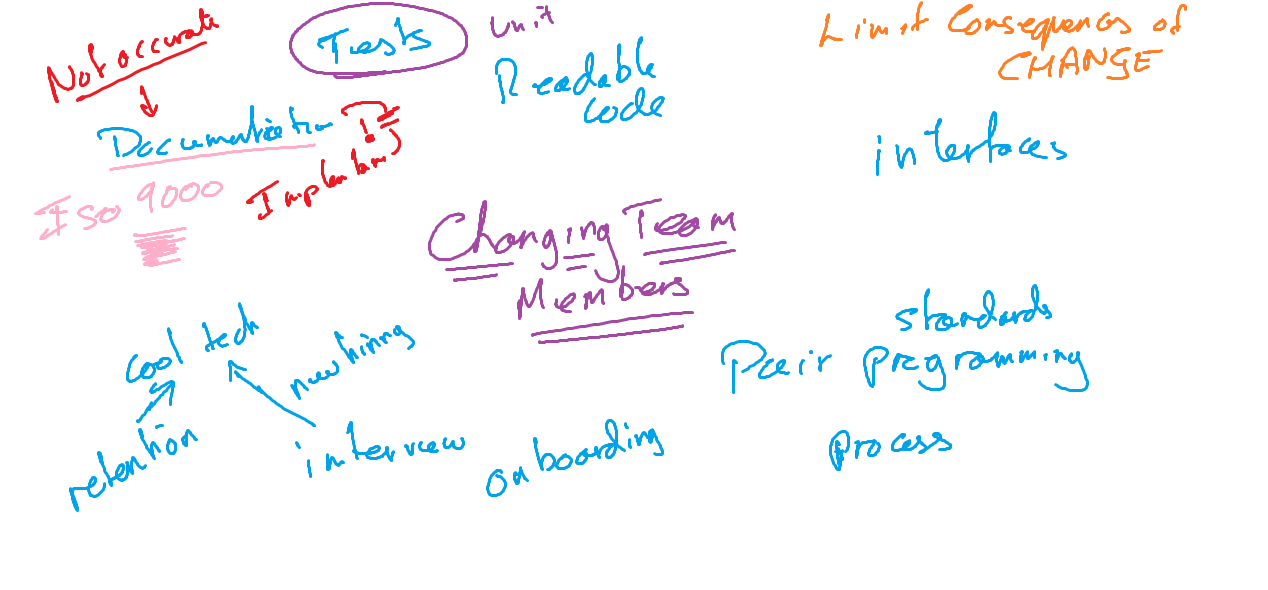 Not accurate
Tests
Unit
Readable
code
Limit Consequences of
CHANGE
Documentation
!
ISO 9000
interfaces
Changing Team
Members
cool tech
new hiring
standards
Pair programming
retention
interview
onboarding
process